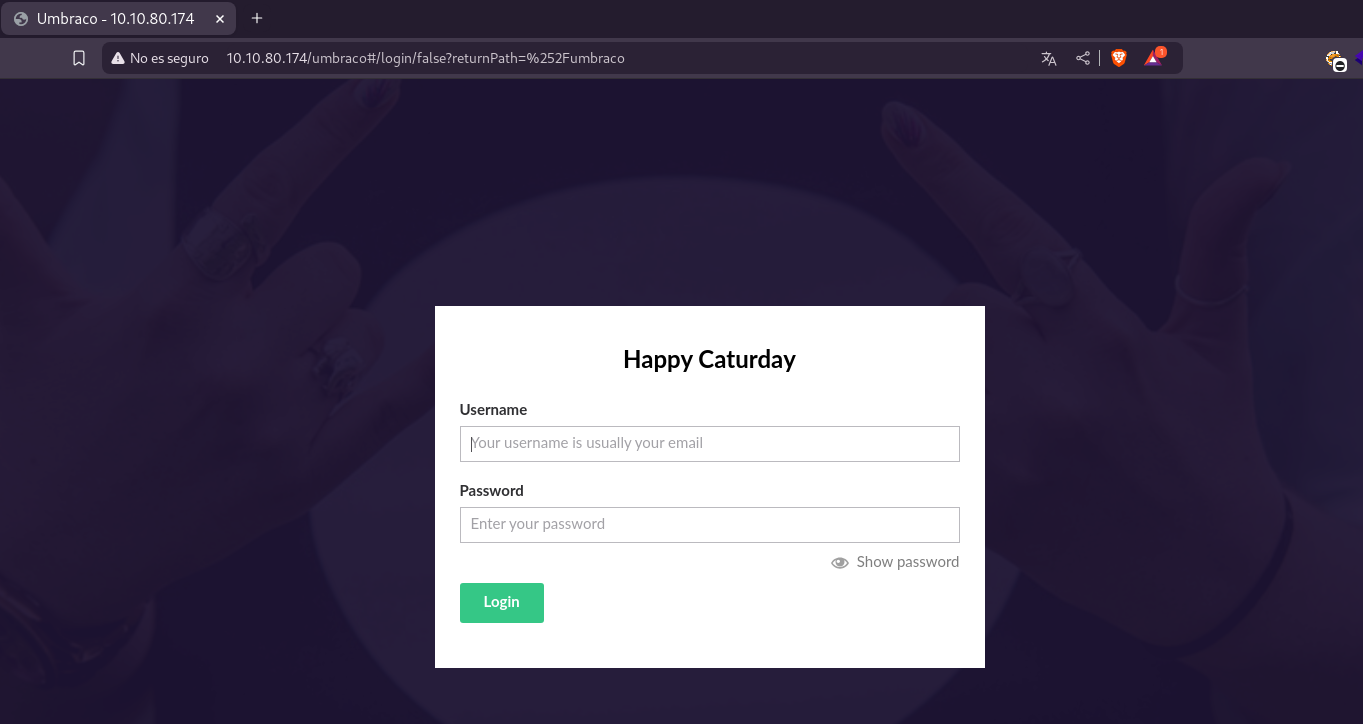 Umbraco - 10.10.80.174
No es seguro 10.10.80.174/umbraco#/login/false?returnPath=%252Fumbraco
1
Happy Caturday
Username
Your username is usually your email
Password
Enter your password
Show password
Login